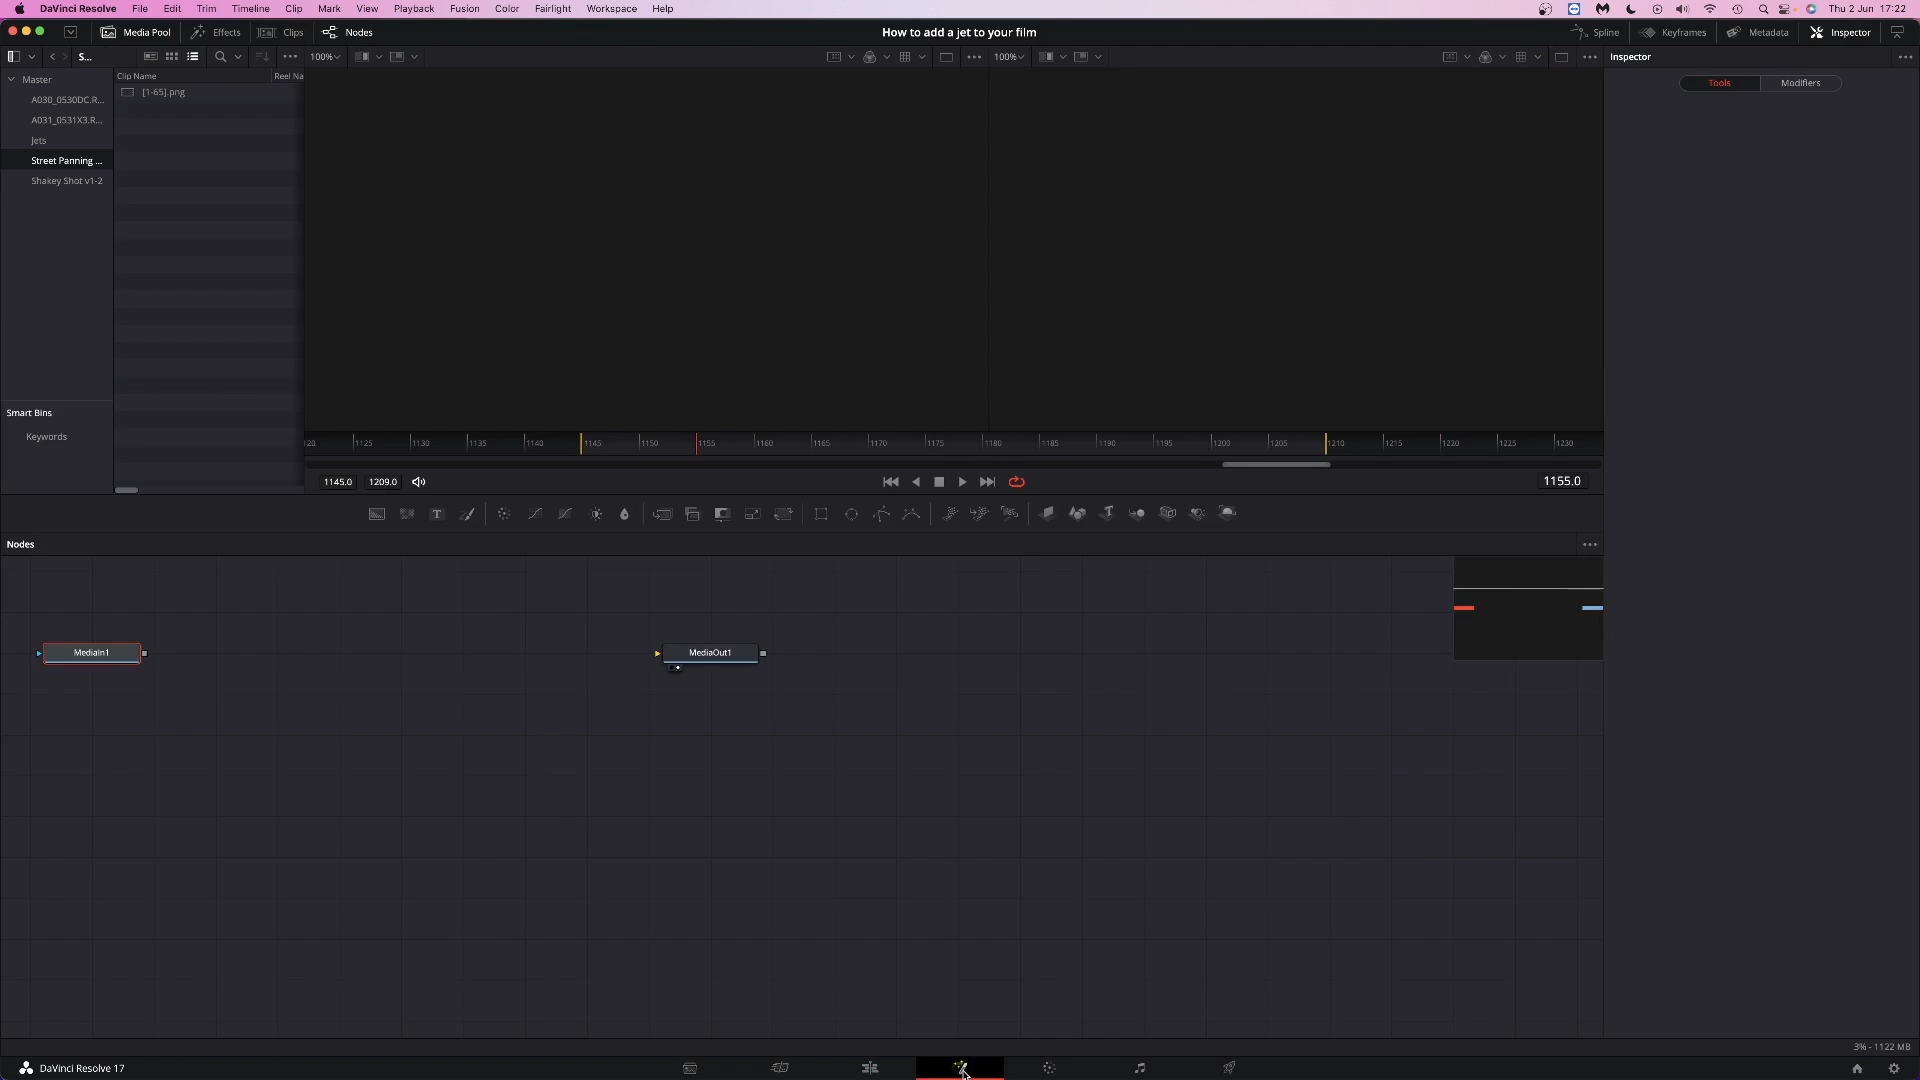 DaVinci Resolve File Edit Trim Timeline Clip Mark View Playback Fusion Color Fairlight Workspace Help Thu 2 Jun 17:22
Media Pool Effects Clips Nodes How to add a jet to your film Spline Keyframes Metadata Inspector
S... 100% 100% Inspector
Master Clip Name Reel Na Tools Modifiers
[1-65].png
A030_0530DC.R...
A031_0531X3.R...
Jets
Street Panning ...
Shakey Shot v1-2
Smart Bins
Keywords
120 1125 1130 1135 1140 1145 1150 1155 1160 1165 1170 1175 1180 1185 1190 1195 1200 1205 1210 1215 1220 1225 1230
1145.0 1209.0 1155.0
T T
Nodes
MediaIn1 MediaOut1
3% - 1122 MB
DaVinci Resolve 17